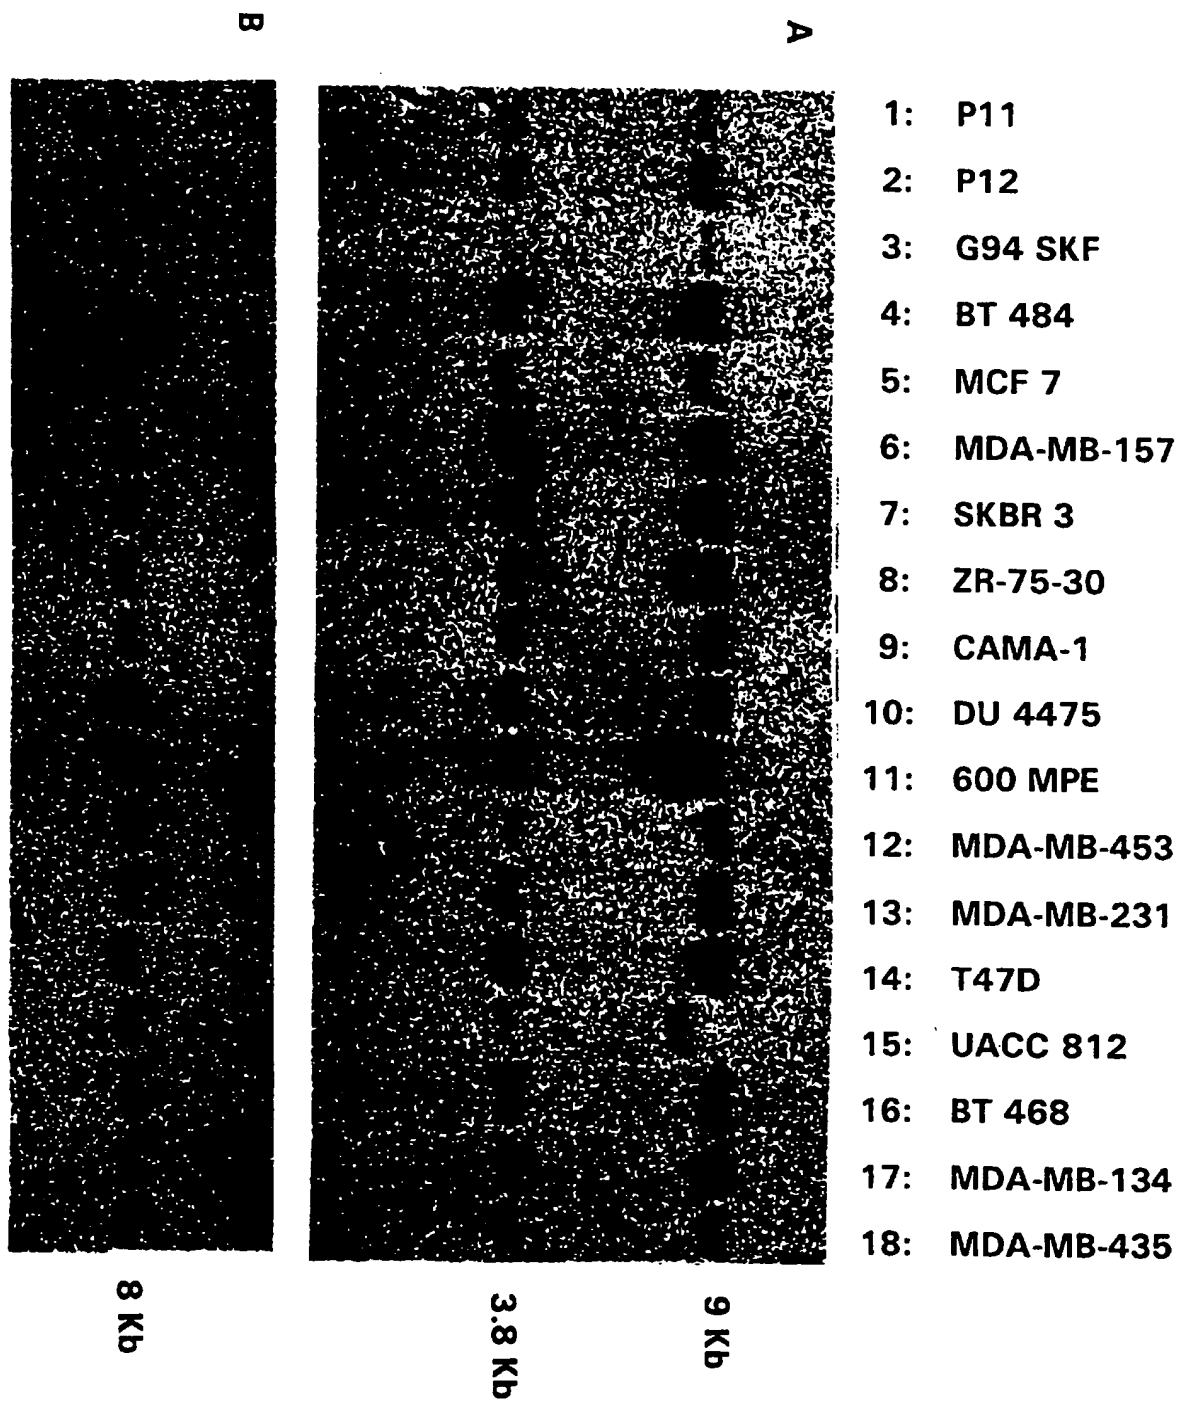 B
A
1: P11
2: P12
3: G94 SKF
4: BT 484
5: MCF 7
6: MDA-MB-157
7: SKBR 3
8: ZR-75-30
9: CAMA-1
10: DU 4475
11: 600 MPE
12: MDA-MB-453
13: MDA-MB-231
14: T47D
15: UACC 812
16: BT 468
17: MDA-MB-134
18: MDA-MB-435
8 Kb
3.8 Kb
9 Kb